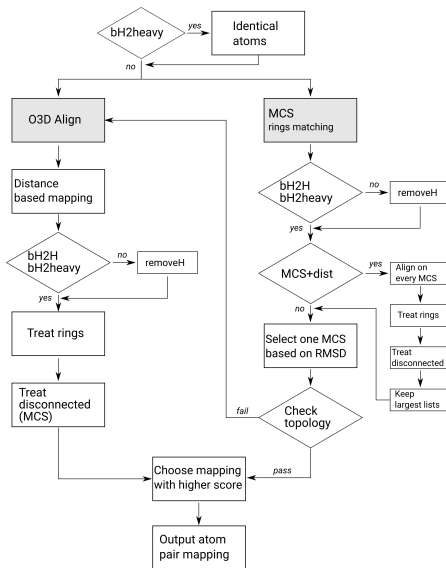 bH2heavy
yes
Identical
atoms
no
O3D Align
MCS
rings matching
Distance
based mapping
bH2H
bH2heavy
no
removeH
yes
bH2H
bH2heavy
no
removeH
yes
MCS+dist
yes
Align on
every MCS
no
Treat rings
Treat rings
Select one MCS
based on RMSD
Treat
disconnected
Treat
disconnected
(MCS)
Keep
largest lists
fail
Check
topology
pass
Choose mapping
with higher score
Output atom
pair mapping